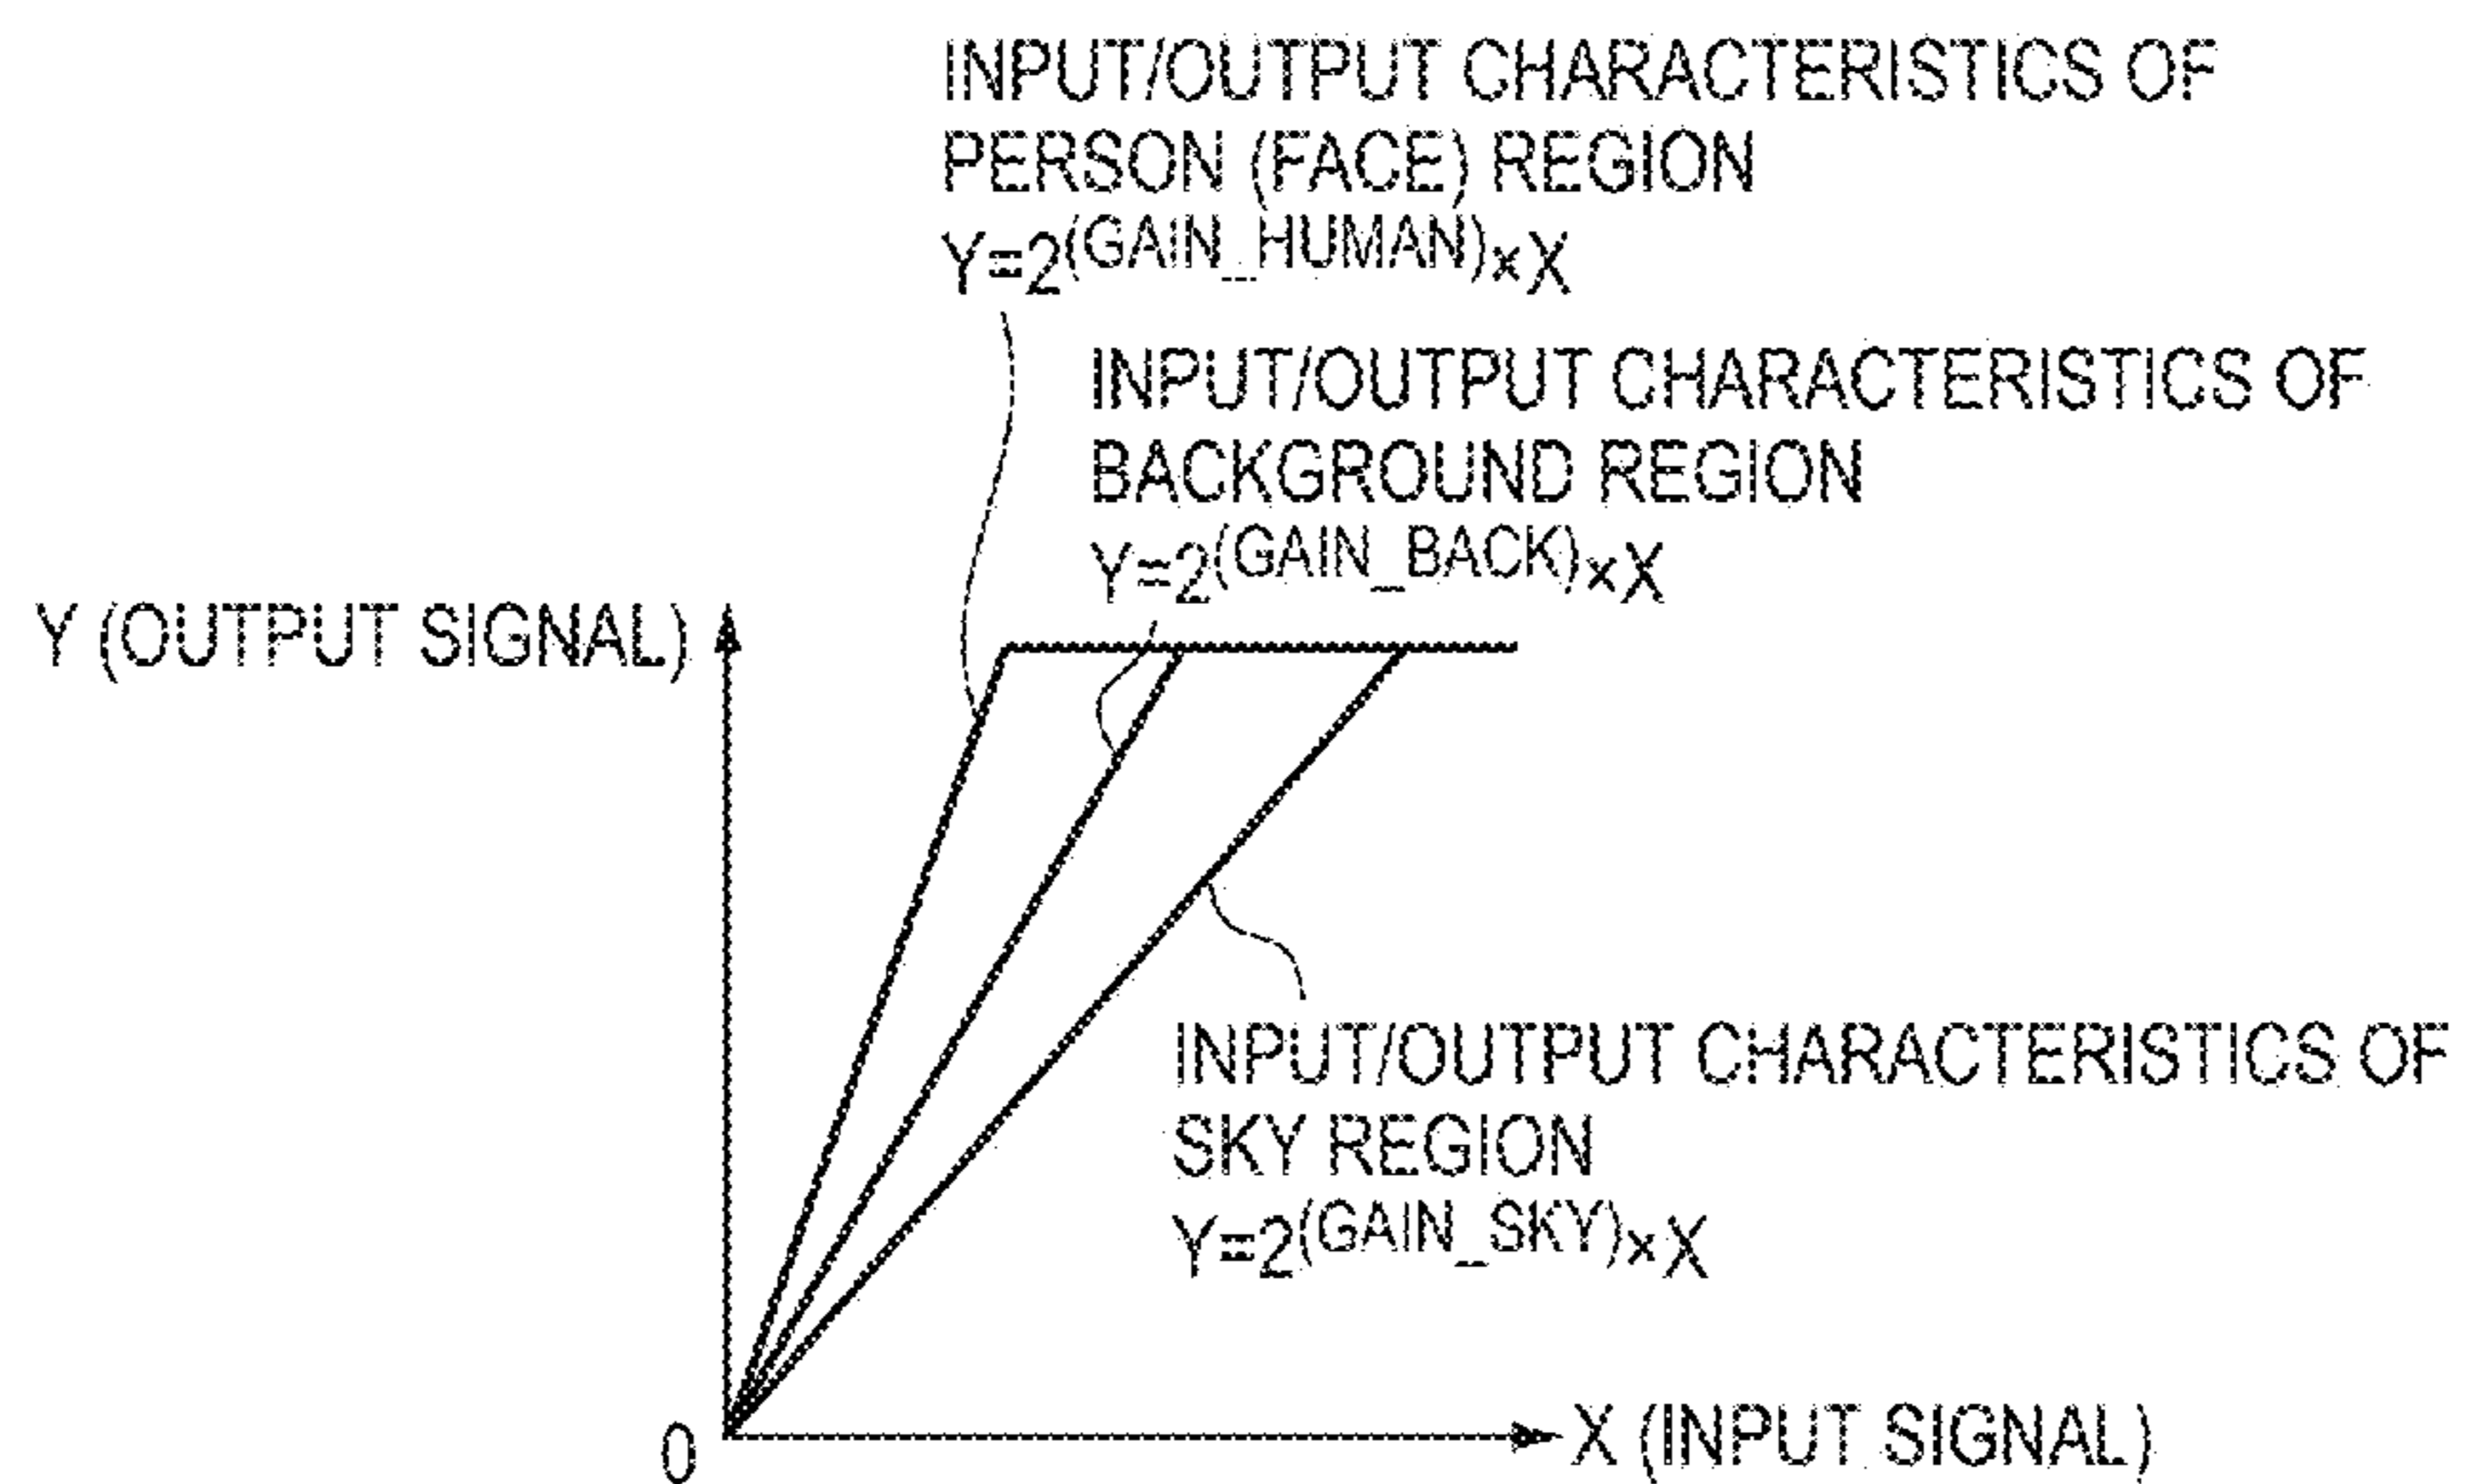 INPUT/OUTPUT CHARACTERISTICS OF
PERSON (FACE) REGION
Y=2(GAIN_HUMAN)×X
INPUT/OUTPUT CHARACTERISTICS OF
BACKGROUND REGION
Y=2(GAIN_BACK)×X
Y (OUTPUT SIGNAL)
INPUT/OUTPUT CHARACTERISTICS OF
SKY REGION
Y=2(GAIN_SKY)×X
0
X (INPUT SIGNAL)